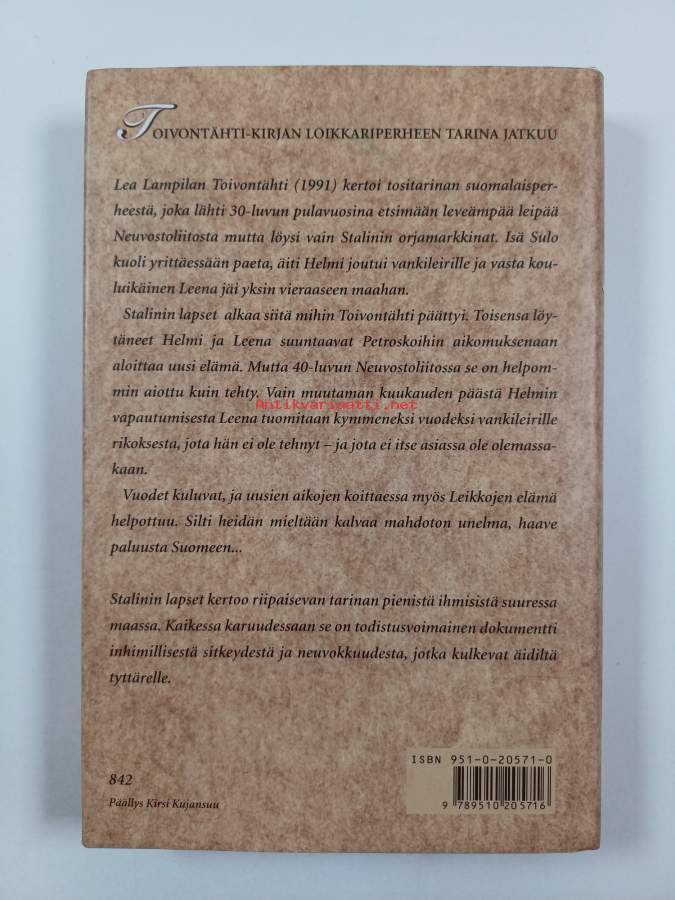 TOIVONTÄHTI-KIRJAN LOIKKARIPERHEEN TARINA JATKUU
Lea Lampilan Toivontähti (1991) kertoi tositarinan suomalaisper-
heestä, joka lähti 30-luvun pulavuosina etsimään leveämpää leipää
Neuvostoliitosta mutta löysi vain Stalinin orjamarkkinat. Isä Sulo
kuoli yrittäessään paeta, äiti Helmi joutui vankileirille ja vasta kou-
luikäinen Leena jäi yksin vieraaseen maahan.
Stalinin lapset alkaa siitä mihin Toivontähti päättyi. Toisensa löy-
täneet Helmi ja Leena suuntaavat Petroskoihin aikomuksenaan
aloittaa uusi elämä. Mutta 40-luvun Neuvostoliitossa se on helpom-
min aiottu kuin tehty. Vain muutaman kuukauden päästä Helmin
Antikvariaatti.net
vapautumisesta Leena tuomitaan kymmeneksi vuodeksi vankileirille
rikoksesta, jota hän ei ole tehnyt – ja jota ei itse asiassa ole olemassa-
kaan.
Vuodet kuluvat, ja uusien aikojen koittaessa myös Leikkojen elämä
helpottuu. Silti heidän mieltään kalvaa mahdoton unelma, haave
paluusta Suomeen...
Stalinin lapset kertoo riipaisevan tarinan pienistä ihmisistä suuressa
maassa. Kaikessa karuudessaan se on todistusvoimainen dokumentti
inhimillisestä sitkeydestä ja neuvokkuudesta, jotka kulkevat äidiltä
tyttärelle.
ISBN 951-0-20571-0
9 789510 205716
842
Päällys Kirsi Kujansuu